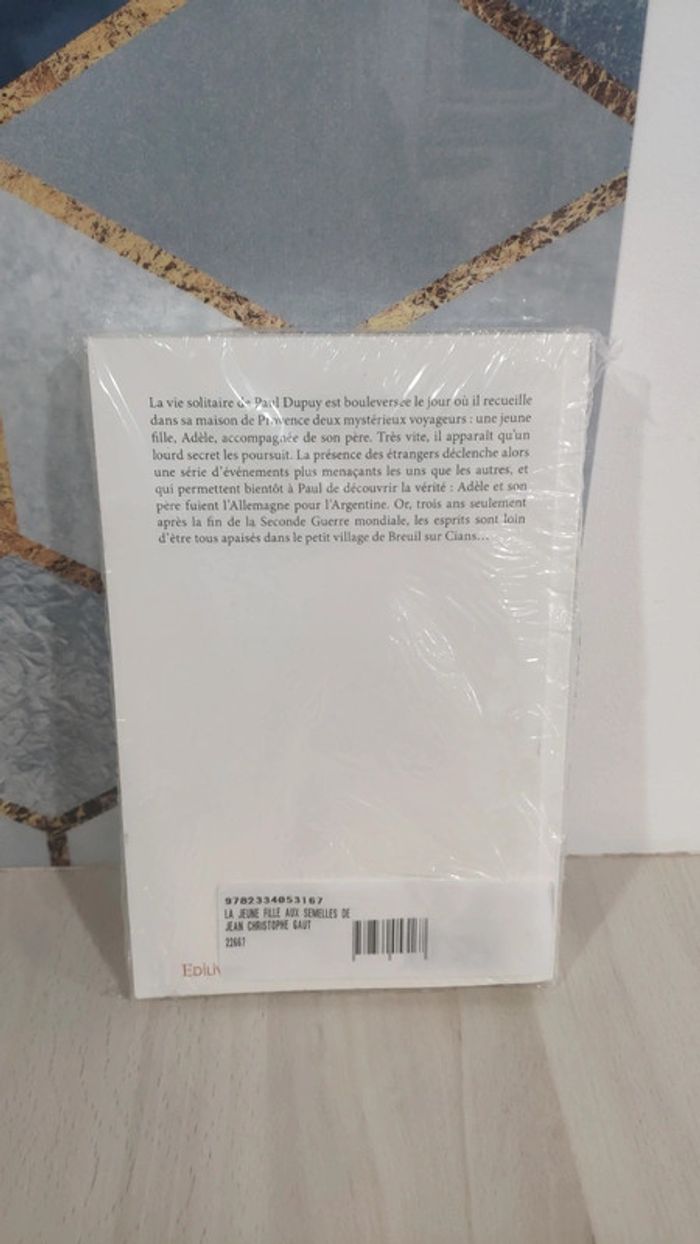 La vie solitaire de Paul Dupuy est bouleversée le jour où il recueille
dans sa maison de Provence deux mystérieux voyageurs : une jeune
fille, Adèle, accompagnée de son père. Très vite, il apparaît qu'un
lourd secret les poursuit. La présence des étrangers déclenche alors
une série d'événements plus menaçants les uns que les autres, et
qui permettent bientôt à Paul de découvrir la vérité : Adèle et son
père fuient l'Allemagne pour l'Argentine. Or, trois ans seulement
après la fin de la Seconde Guerre mondiale, les esprits sont loin
d'être tous apaisés dans le petit village de Breuil sur Cians...
9782334053167
LA JEUNE FILLE AUX SEMELLES DE
JEAN CHRISTOPHE GAUT
22667